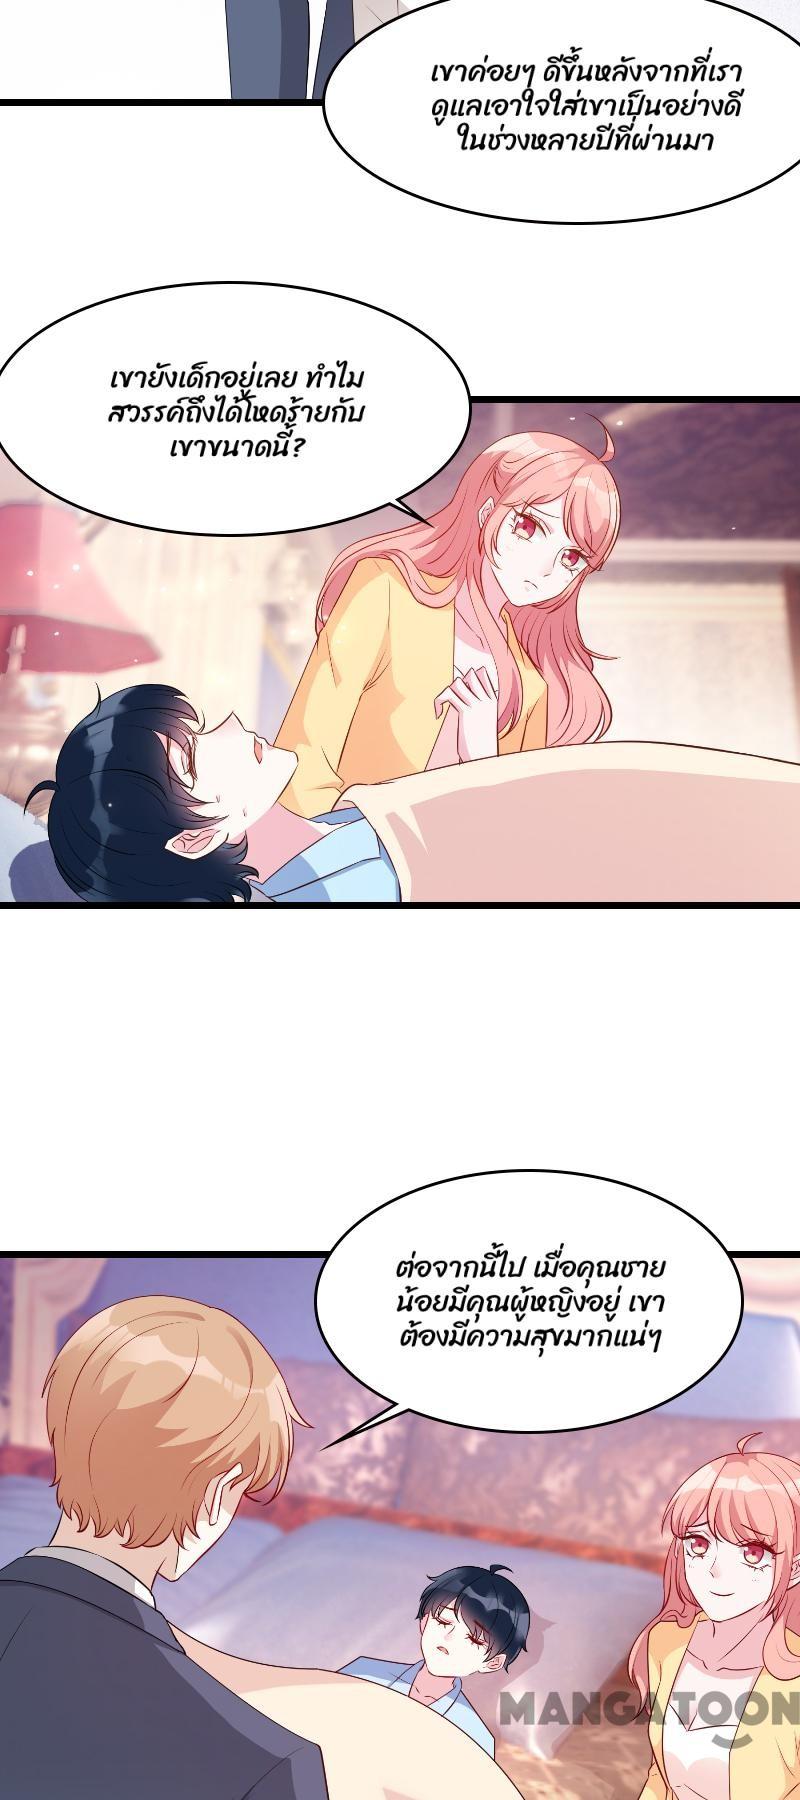 เขาค่อยๆ ดีขึ้นหลังจากที่เรา
ดูแลเอาใจใส่เขาเป็นอย่างดี
ในช่วงหลายปีที่ผ่านมา
เขายังเด็กอยู่เลย ทำไม
สวรรค์ถึงได้โหดร้ายกับ
เขาขนาดนี้?
ต่อจากนี้ไป เมื่อคุณชาย
น้อยมีคุณผู้หญิงอยู่ เขา
ต้องมีความสุขมากแน่ๆ
MANGATOON